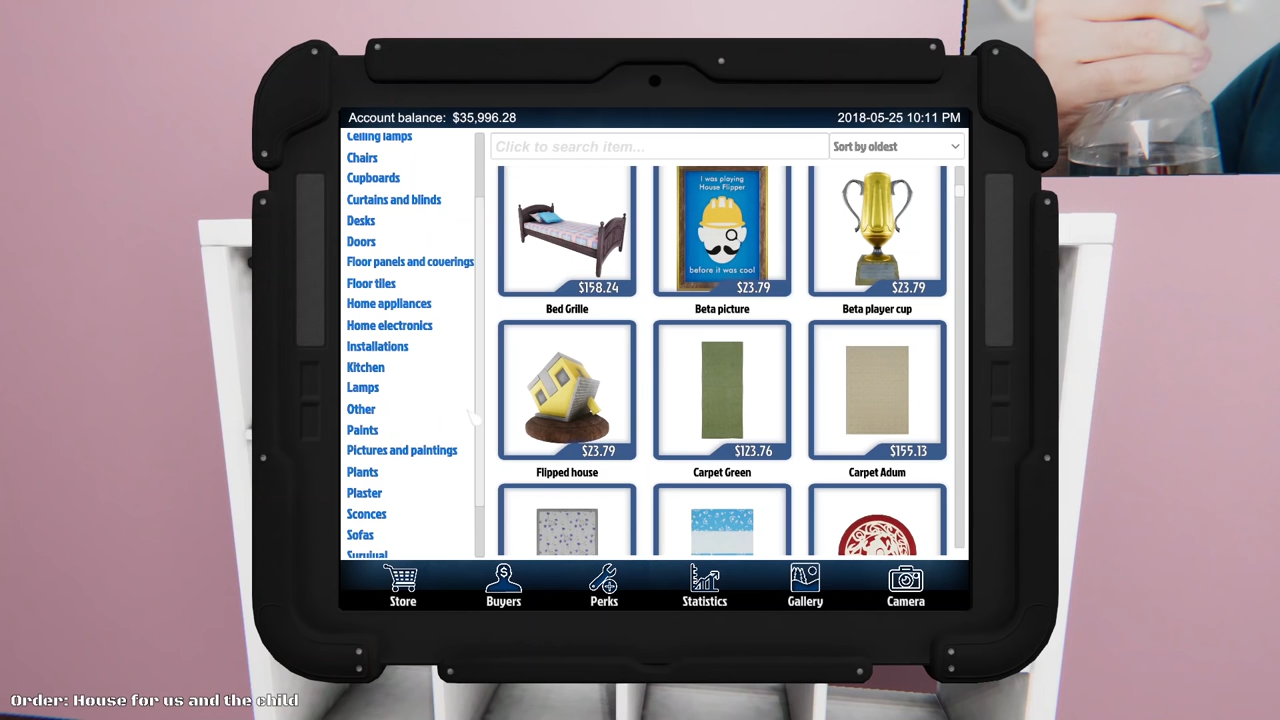 Account balance: $35,996.28
2018-05-25 10:11 PM
Ceiling lamps
Chairs
Cupboards
Curtains and blinds
Desks
Doors
Floor panels and coverings
Floor tiles
Home appliances
Home electronics
Installations
Kitchen
Lamps
Other
Paints
Pictures and paintings
Plants
Plaster
Sconces
Sofas
Survival
Click to search item...
Sort by oldest
I was playing
House Flipper
before it was cool
$158.24
$23.79
$23.79
Bed Grille
Beta picture
Beta player cup
$23.79
$123.76
$155.13
Flipped house
Carpet Green
Carpet Adum
Store
Buyers
Perks
Statistics
Gallery
Camera
Order: House for us and the child